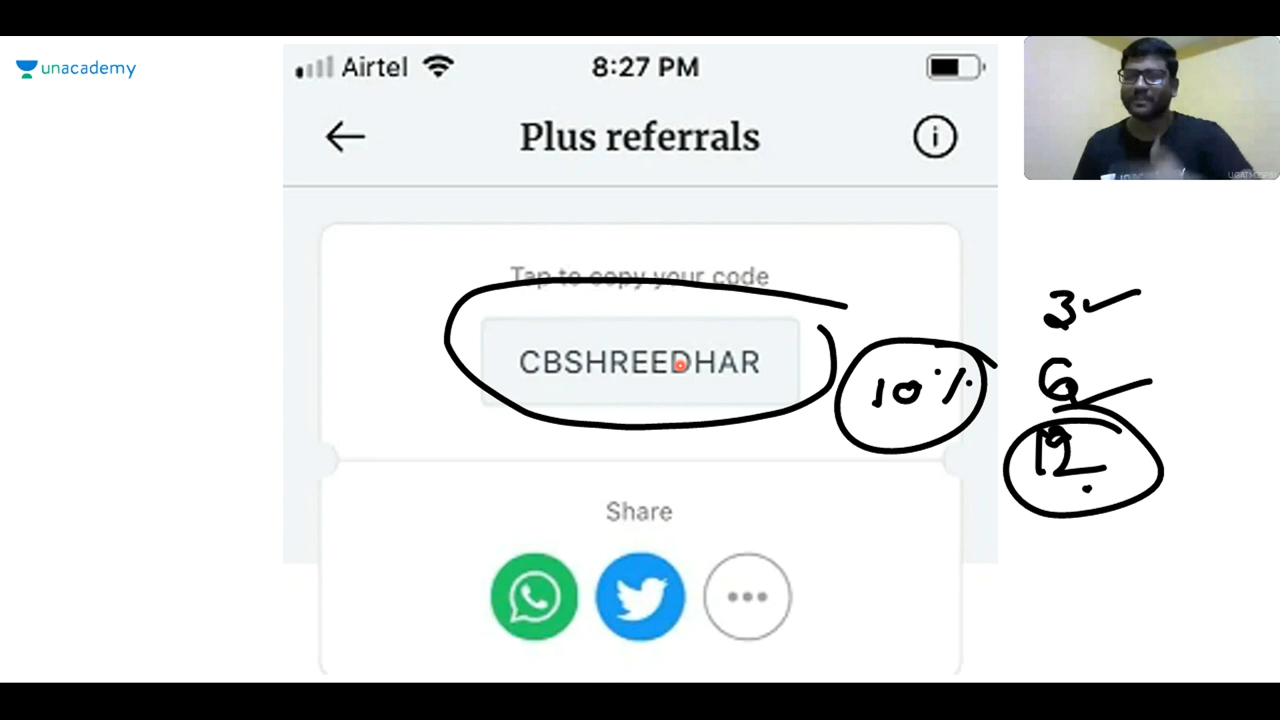 unacademy
Airtel
8:27 PM
Plus referrals
Tap to copy your code
CBSHREEDHAR
10%
3
6
12
Share